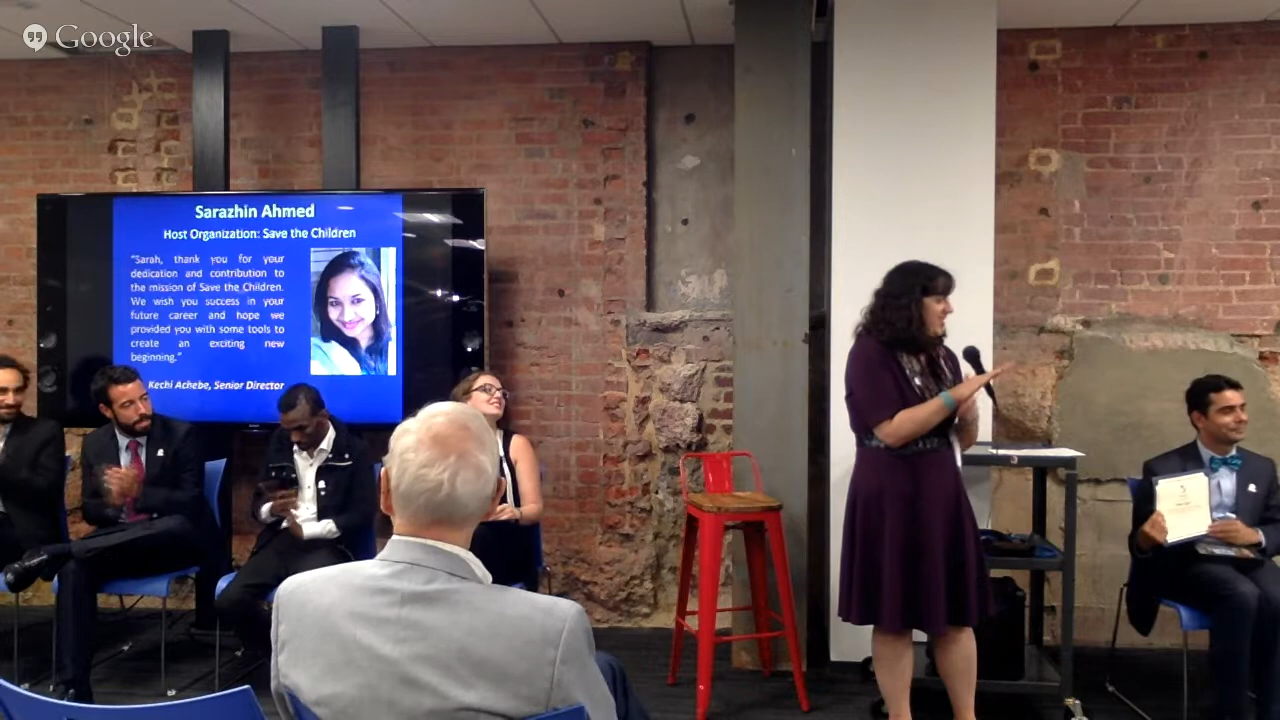 Google
Sarazhin Ahmed
Host Organization: Save the Children
"Sarah, thank you for your
dedication and contribution to
the mission of Save the Children.
We wish you success in your
future career and hope we
provided you with some tools to
create an exciting new
beginning."
Kechi Achebe, Senior Director